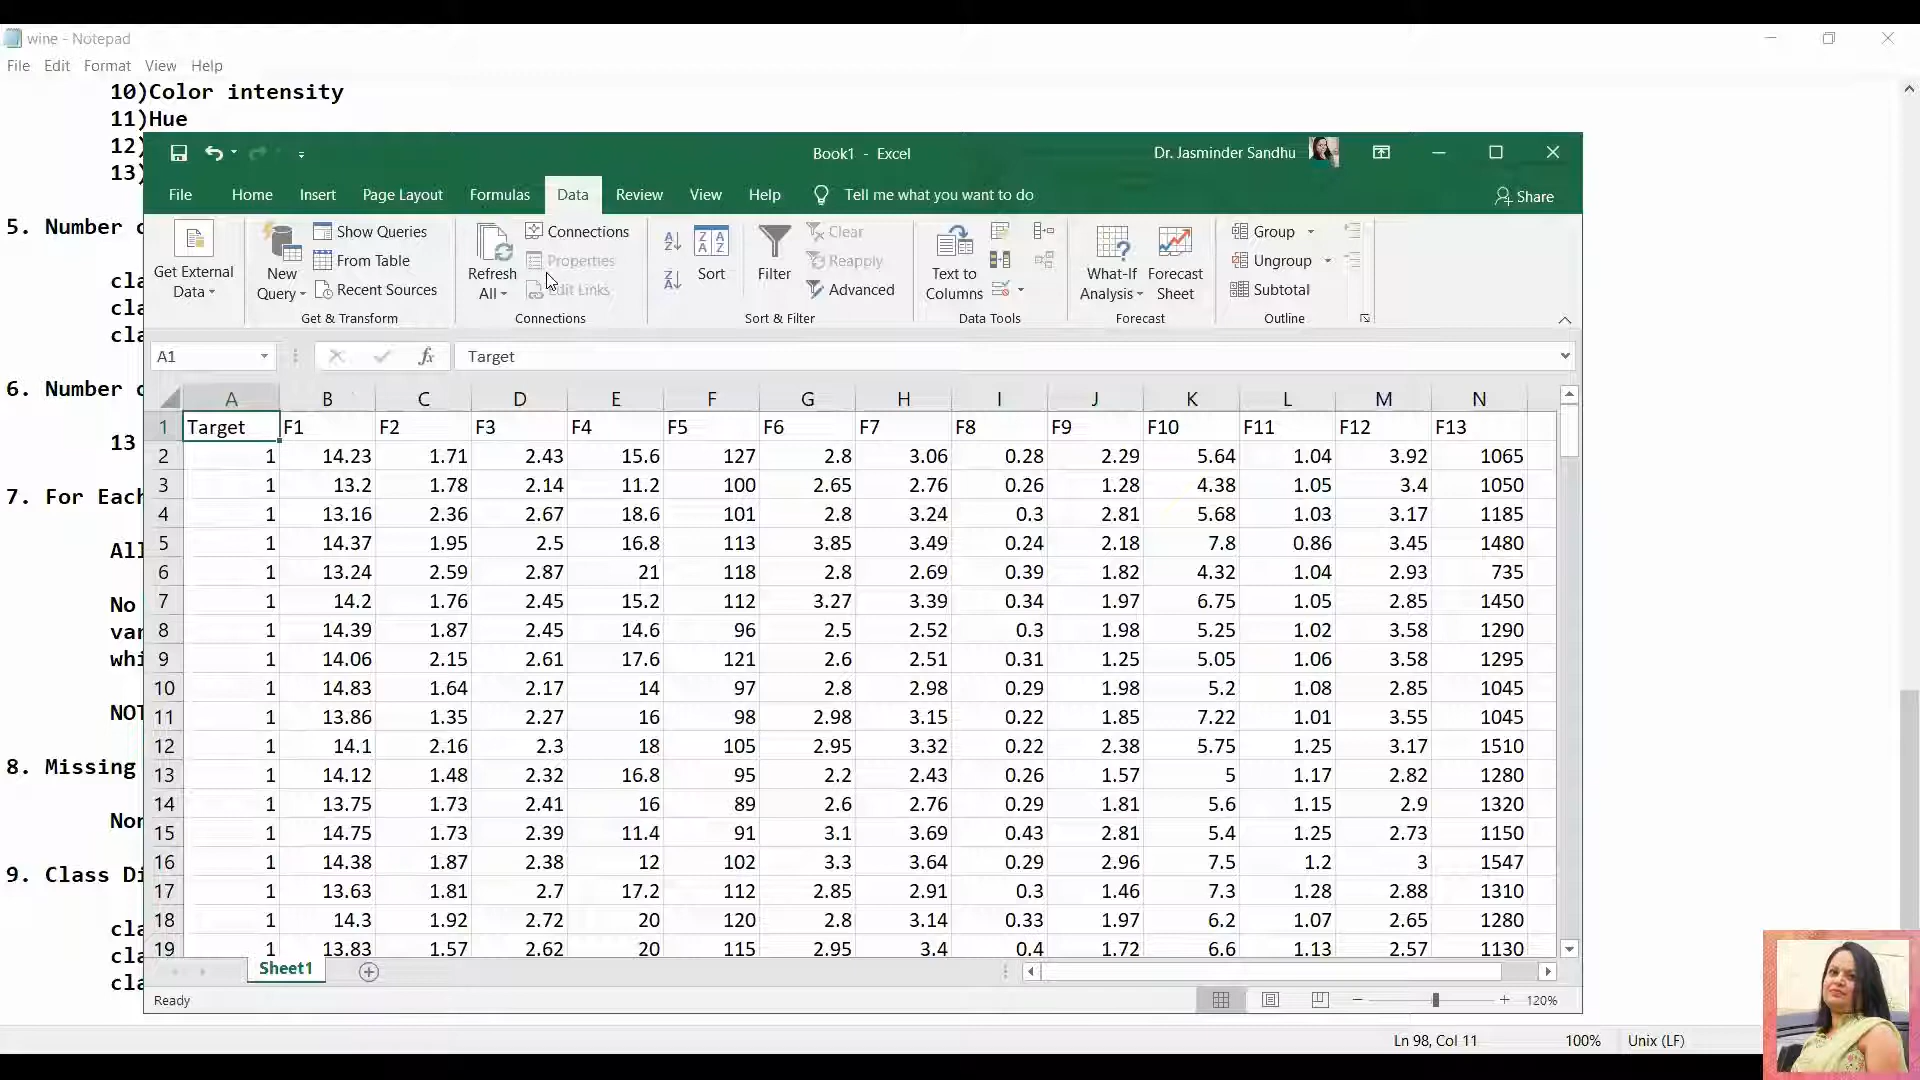 wine - Notepad
File Edit Format View Help
10)Color intensity
11)Hue
12)
13)
5. Number
cla
cla
cla
6. Number
13
7. For Each
All
No
var
whi
NOT
8. Missing
Non
9. Class Di
cla
cla
cla
Book1 - Excel
Dr. Jasminder Sandhu
File Home Insert Page Layout Formulas Data Review View Help Tell me what you want to do Share
Get External Data
New Query
Show Queries
From Table
Recent Sources
Get & Transform
Refresh All
Connections
Properties
Edit Links
Connections
Sort
Filter
Clear
Reapply
Advanced
Sort & Filter
Text to Columns
Data Tools
What-If Analysis
Forecast Sheet
Forecast
Group
Ungroup
Subtotal
Outline
A1 fx Target
A B C D E F G H I J K L M N
1 Target F1 F2 F3 F4 F5 F6 F7 F8 F9 F10 F11 F12 F13
2 1 14.23 1.71 2.43 15.6 127 2.8 3.06 0.28 2.29 5.64 1.04 3.92 1065
3 1 13.2 1.78 2.14 11.2 100 2.65 2.76 0.26 1.28 4.38 1.05 3.4 1050
4 1 13.16 2.36 2.67 18.6 101 2.8 3.24 0.3 2.81 5.68 1.03 3.17 1185
5 1 14.37 1.95 2.5 16.8 113 3.85 3.49 0.24 2.18 7.8 0.86 3.45 1480
6 1 13.24 2.59 2.87 21 118 2.8 2.69 0.39 1.82 4.32 1.04 2.93 735
7 1 14.2 1.76 2.45 15.2 112 3.27 3.39 0.34 1.97 6.75 1.05 2.85 1450
8 1 14.39 1.87 2.45 14.6 96 2.5 2.52 0.3 1.98 5.25 1.02 3.58 1290
9 1 14.06 2.15 2.61 17.6 121 2.6 2.51 0.31 1.25 5.05 1.06 3.58 1295
10 1 14.83 1.64 2.17 14 97 2.8 2.98 0.29 1.98 5.2 1.08 2.85 1045
11 1 13.86 1.35 2.27 16 98 2.98 3.15 0.22 1.85 7.22 1.01 3.55 1045
12 1 14.1 2.16 2.3 18 105 2.95 3.32 0.22 2.38 5.75 1.25 3.17 1510
13 1 14.12 1.48 2.32 16.8 95 2.2 2.43 0.26 1.57 5 1.17 2.82 1280
14 1 13.75 1.73 2.41 16 89 2.6 2.76 0.29 1.81 5.6 1.15 2.9 1320
15 1 14.75 1.73 2.39 11.4 91 3.1 3.69 0.43 2.81 5.4 1.25 2.73 1150
16 1 14.38 1.87 2.38 12 102 3.3 3.64 0.29 2.96 7.5 1.2 3 1547
17 1 13.63 1.81 2.7 17.2 112 2.85 2.91 0.3 1.46 7.3 1.28 2.88 1310
18 1 14.3 1.92 2.72 20 120 2.8 3.14 0.33 1.97 6.2 1.07 2.65 1280
19 1 13.83 1.57 2.62 20 115 2.95 3.4 0.4 1.72 6.6 1.13 2.57 1130
Sheet1
Ready 120%
Ln 98, Col 11 100% Unix (LF)